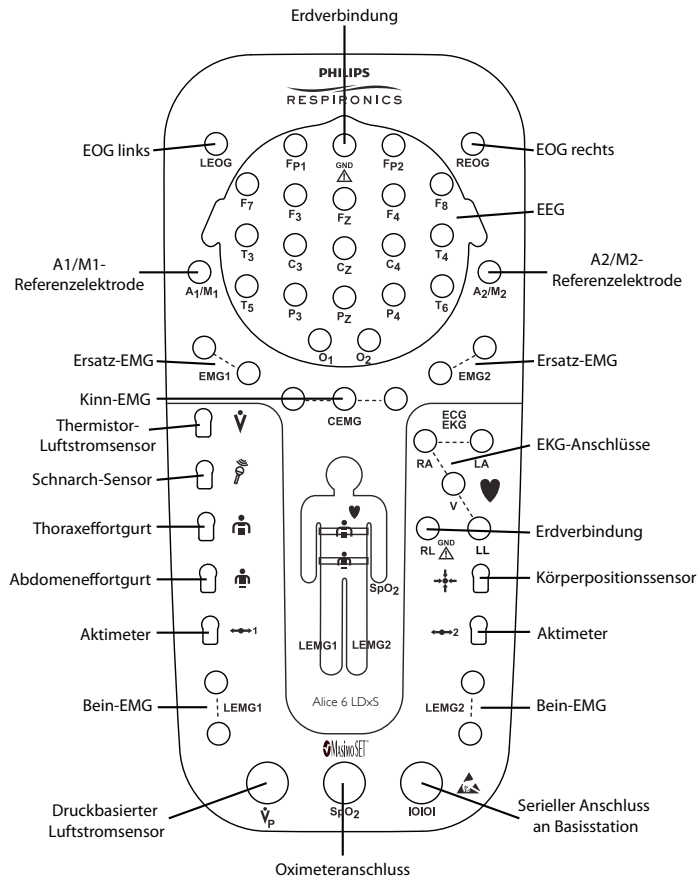 Erdverbindung
PHILIPS
RESPIRONICS
EOG links
LEOG
FP1
GND
FP2
REOG
EOG rechts
F7
F3
FZ
F4
F8
EEG
T3
C3
CZ
C4
T4
A1/M1-
Referenzelektrode
A1/M1
A2/M2
A2/M2-
Referenzelektrode
T5
P3
PZ
P4
T6
O1
O2
Ersatz-EMG
EMG1
EMG2
Ersatz-EMG
Kinn-EMG
CEMG
Thermistor-
Luftstromsensor
V̇
ECG
EKG
RA
LA
EKG-Anschlüsse
Schnarch-Sensor
V
Thoraxeffortgurt
RL
GND
LL
Erdverbindung
Abdomeneffortgurt
SpO2
Körperpositionssensor
Aktimeter
1
LEMG1
LEMG2
2
Aktimeter
Bein-EMG
LEMG1
Alice 6 LDxS
LEMG2
Bein-EMG
Masimo SET®
Druckbasierter
Luftstromsensor
V̇P
SpO2
IOIOI
Serieller Anschluss
an Basisstation
Oximeteranschluss